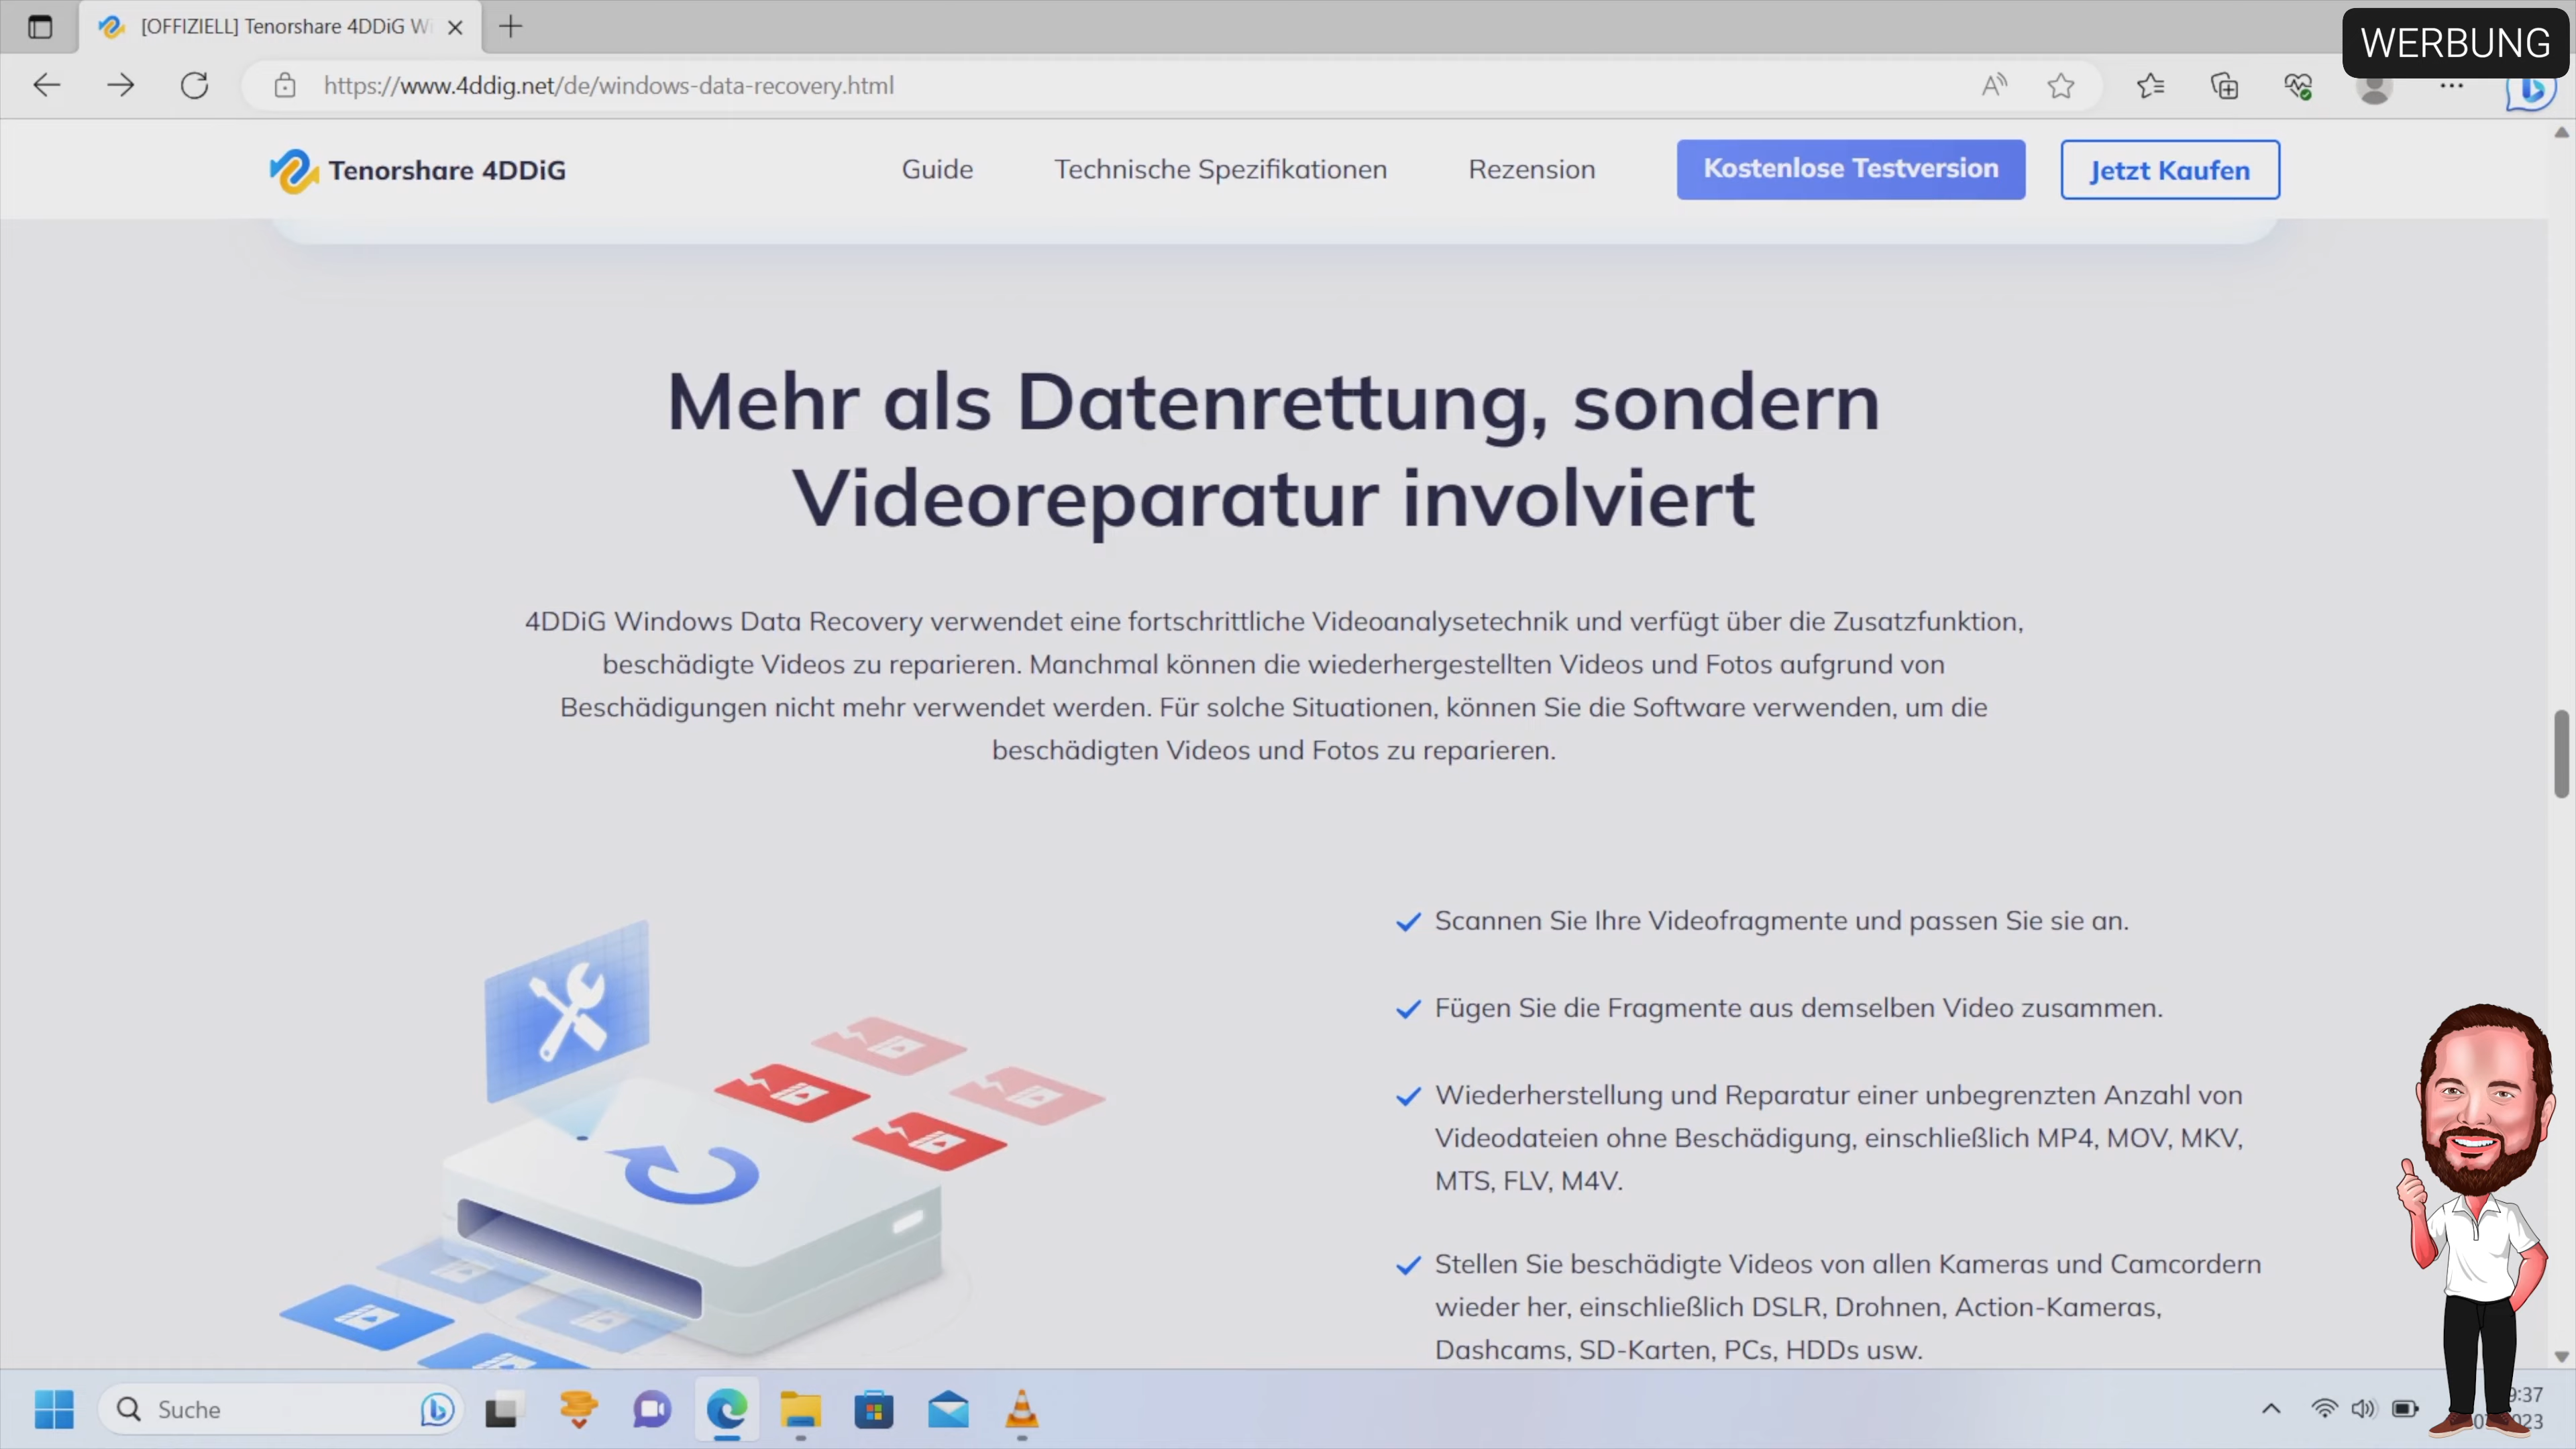 [OFFIZIELL] Tenorshare 4DDiG Wi
WERBUNG
https://www.4ddig.net/de/windows-data-recovery.html
Tenorshare 4DDiG
Guide
Technische Spezifikationen
Rezension
Kostenlose Testversion
Jetzt Kaufen
Mehr als Datenrettung, sondern
Videoreparatur involviert
4DDiG Windows Data Recovery verwendet eine fortschrittliche Videoanalysetechnik und verfügt über die Zusatzfunktion,
beschädigte Videos zu reparieren. Manchmal können die wiederhergestellten Videos und Fotos aufgrund von
Beschädigungen nicht mehr verwendet werden. Für solche Situationen, können Sie die Software verwenden, um die
beschädigten Videos und Fotos zu reparieren.
Scannen Sie Ihre Videofragmente und passen Sie sie an.
Fügen Sie die Fragmente aus demselben Video zusammen.
Wiederherstellung und Reparatur einer unbegrenzten Anzahl von
Videodateien ohne Beschädigung, einschließlich MP4, MOV, MKV,
MTS, FLV, M4V.
Stellen Sie beschädigte Videos von allen Kameras und Camcordern
wieder her, einschließlich DSLR, Drohnen, Action-Kameras,
Dashcams, SD-Karten, PCs, HDDs usw.
Suche